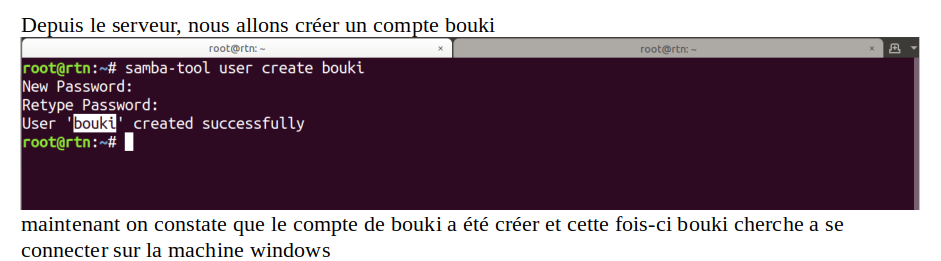 Depuis le serveur, nous allons créer un compte bouki
root@rtn: ~ × root@rtn: ~ ×
root@rtn:~# samba-tool user create bouki
New Password:
Retype Password:
User 'bouki' created successfully
root@rtn:~#
maintenant on constate que le compte de bouki a été créer et cette fois-ci bouki cherche a se
connecter sur la machine windows